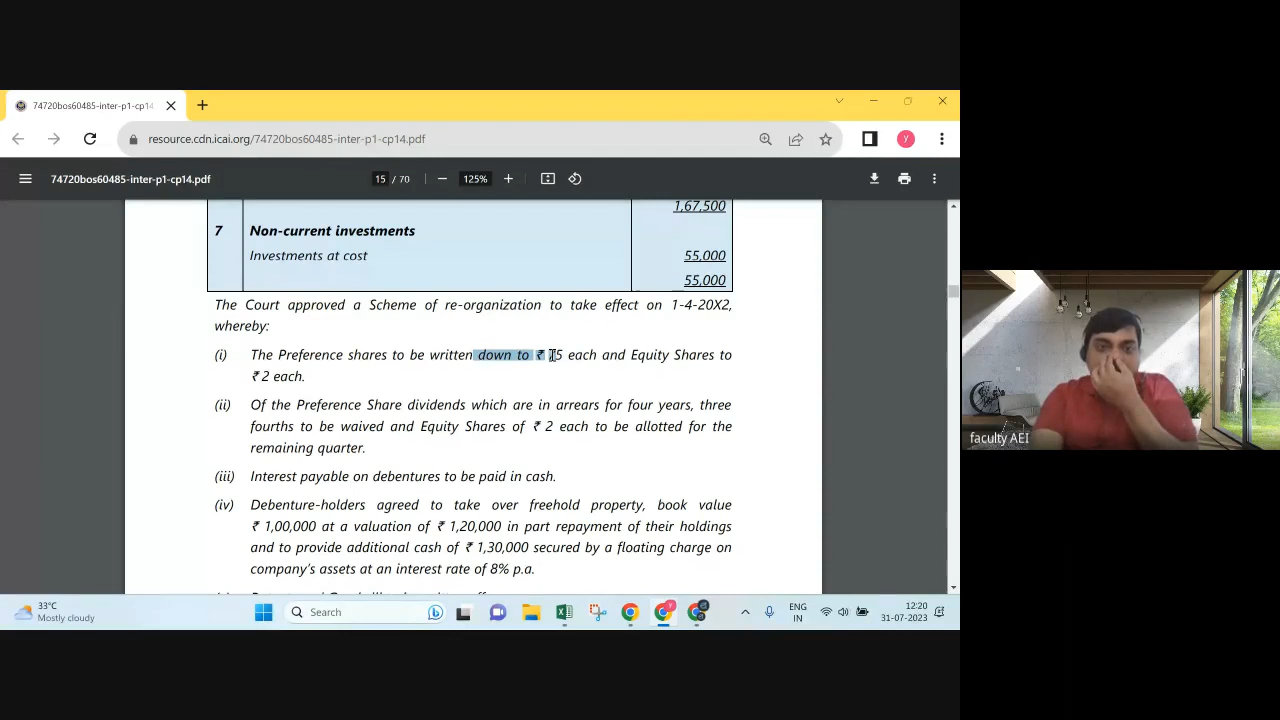 74720bos60485-inter-p1-cp14
resource.cdn.icai.org/74720bos60485-inter-p1-cp14.pdf
y
74720bos60485-inter-p1-cp14.pdf
15 / 70
125%
1,67,500
7 Non-current investments
Investments at cost 55,000
55,000
The Court approved a Scheme of re-organization to take effect on 1-4-20X2,
whereby:
(i) The Preference shares to be written down to ₹ 75 each and Equity Shares to
₹ 2 each.
(ii) Of the Preference Share dividends which are in arrears for four years, three
fourths to be waived and Equity Shares of ₹ 2 each to be allotted for the
remaining quarter.
(iii) Interest payable on debentures to be paid in cash.
(iv) Debenture-holders agreed to take over freehold property, book value
₹ 1,00,000 at a valuation of ₹ 1,20,000 in part repayment of their holdings
and to provide additional cash of ₹ 1,30,000 secured by a floating charge on
company's assets at an interest rate of 8% p.a.
faculty AEI
33°C
Mostly cloudy
Search
ENG
IN
12:20
31-07-2023